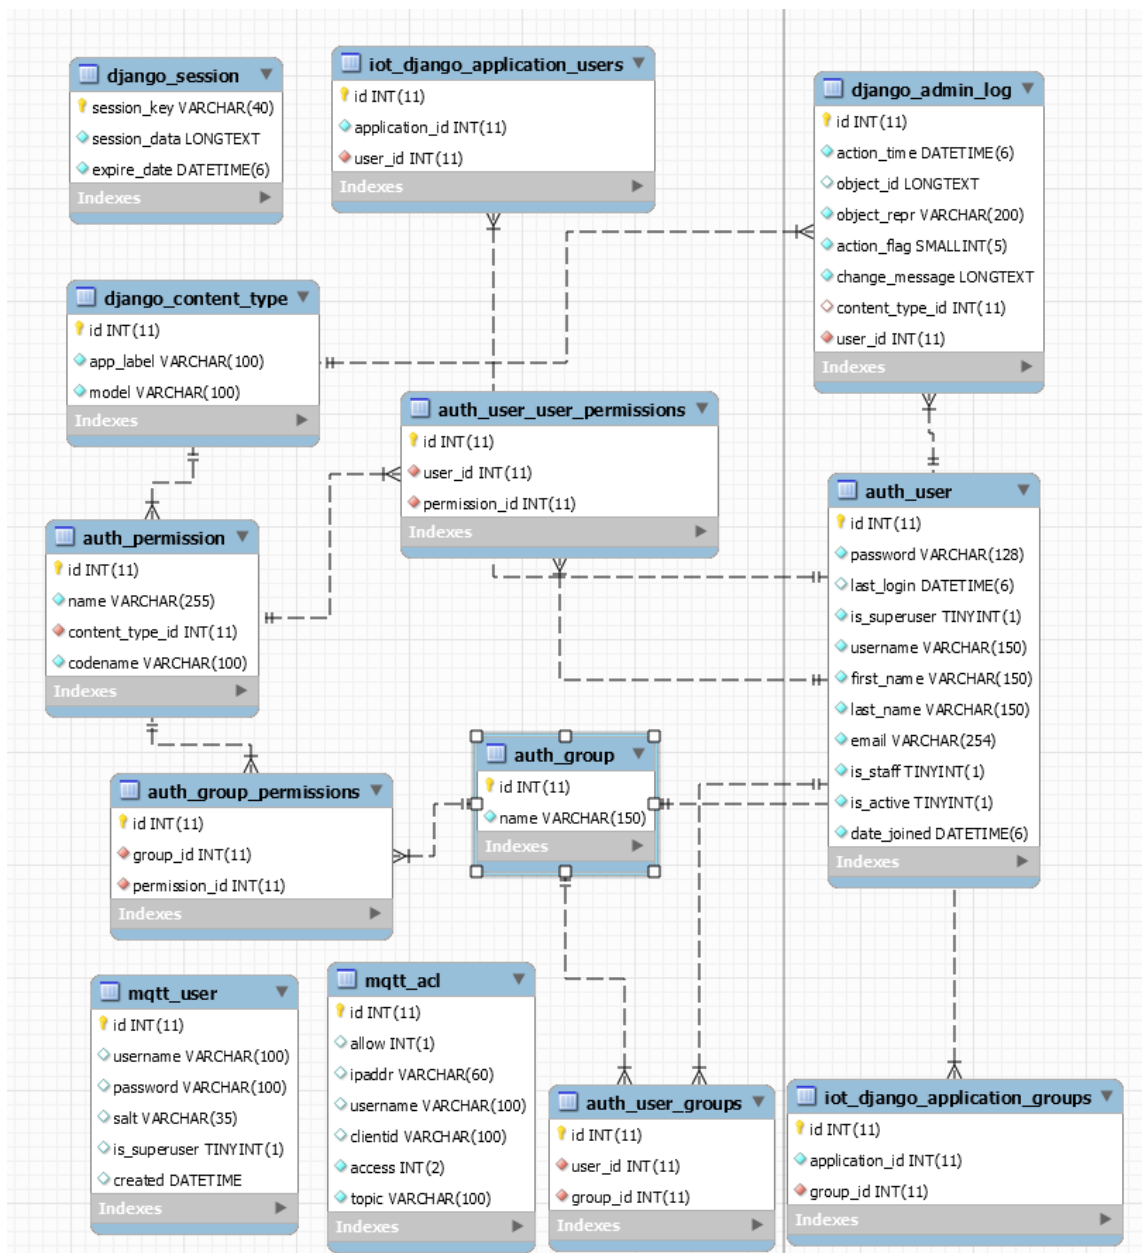 django_session
session_key VARCHAR(40)
session_data LONGTEXT
expire_date DATETIME(6)
Indexes
iot_django_application_users
id INT(11)
application_id INT(11)
user_id INT(11)
Indexes
django_admin_log
id INT(11)
action_time DATETIME(6)
object_id LONGTEXT
object_repr VARCHAR(200)
action_flag SMALLINT(5)
change_message LONGTEXT
content_type_id INT(11)
user_id INT(11)
Indexes
django_content_type
id INT(11)
app_label VARCHAR(100)
model VARCHAR(100)
Indexes
auth_user_user_permissions
id INT(11)
user_id INT(11)
permission_id INT(11)
Indexes
auth_user
id INT(11)
password VARCHAR(128)
last_login DATETIME(6)
is_superuser TINYINT(1)
username VARCHAR(150)
first_name VARCHAR(150)
last_name VARCHAR(150)
email VARCHAR(254)
is_staff TINYINT(1)
is_active TINYINT(1)
date_joined DATETIME(6)
Indexes
auth_permission
id INT(11)
name VARCHAR(255)
content_type_id INT(11)
codename VARCHAR(100)
Indexes
auth_group
id INT(11)
name VARCHAR(150)
Indexes
auth_group_permissions
id INT(11)
group_id INT(11)
permission_id INT(11)
Indexes
mqtt_user
id INT(11)
username VARCHAR(100)
password VARCHAR(100)
salt VARCHAR(35)
is_superuser TINYINT(1)
created DATETIME
Indexes
mqtt_acl
id INT(11)
allow INT(1)
ipaddr VARCHAR(60)
username VARCHAR(100)
clientid VARCHAR(100)
access INT(2)
topic VARCHAR(100)
Indexes
auth_user_groups
id INT(11)
user_id INT(11)
group_id INT(11)
Indexes
iot_django_application_groups
id INT(11)
application_id INT(11)
group_id INT(11)
Indexes